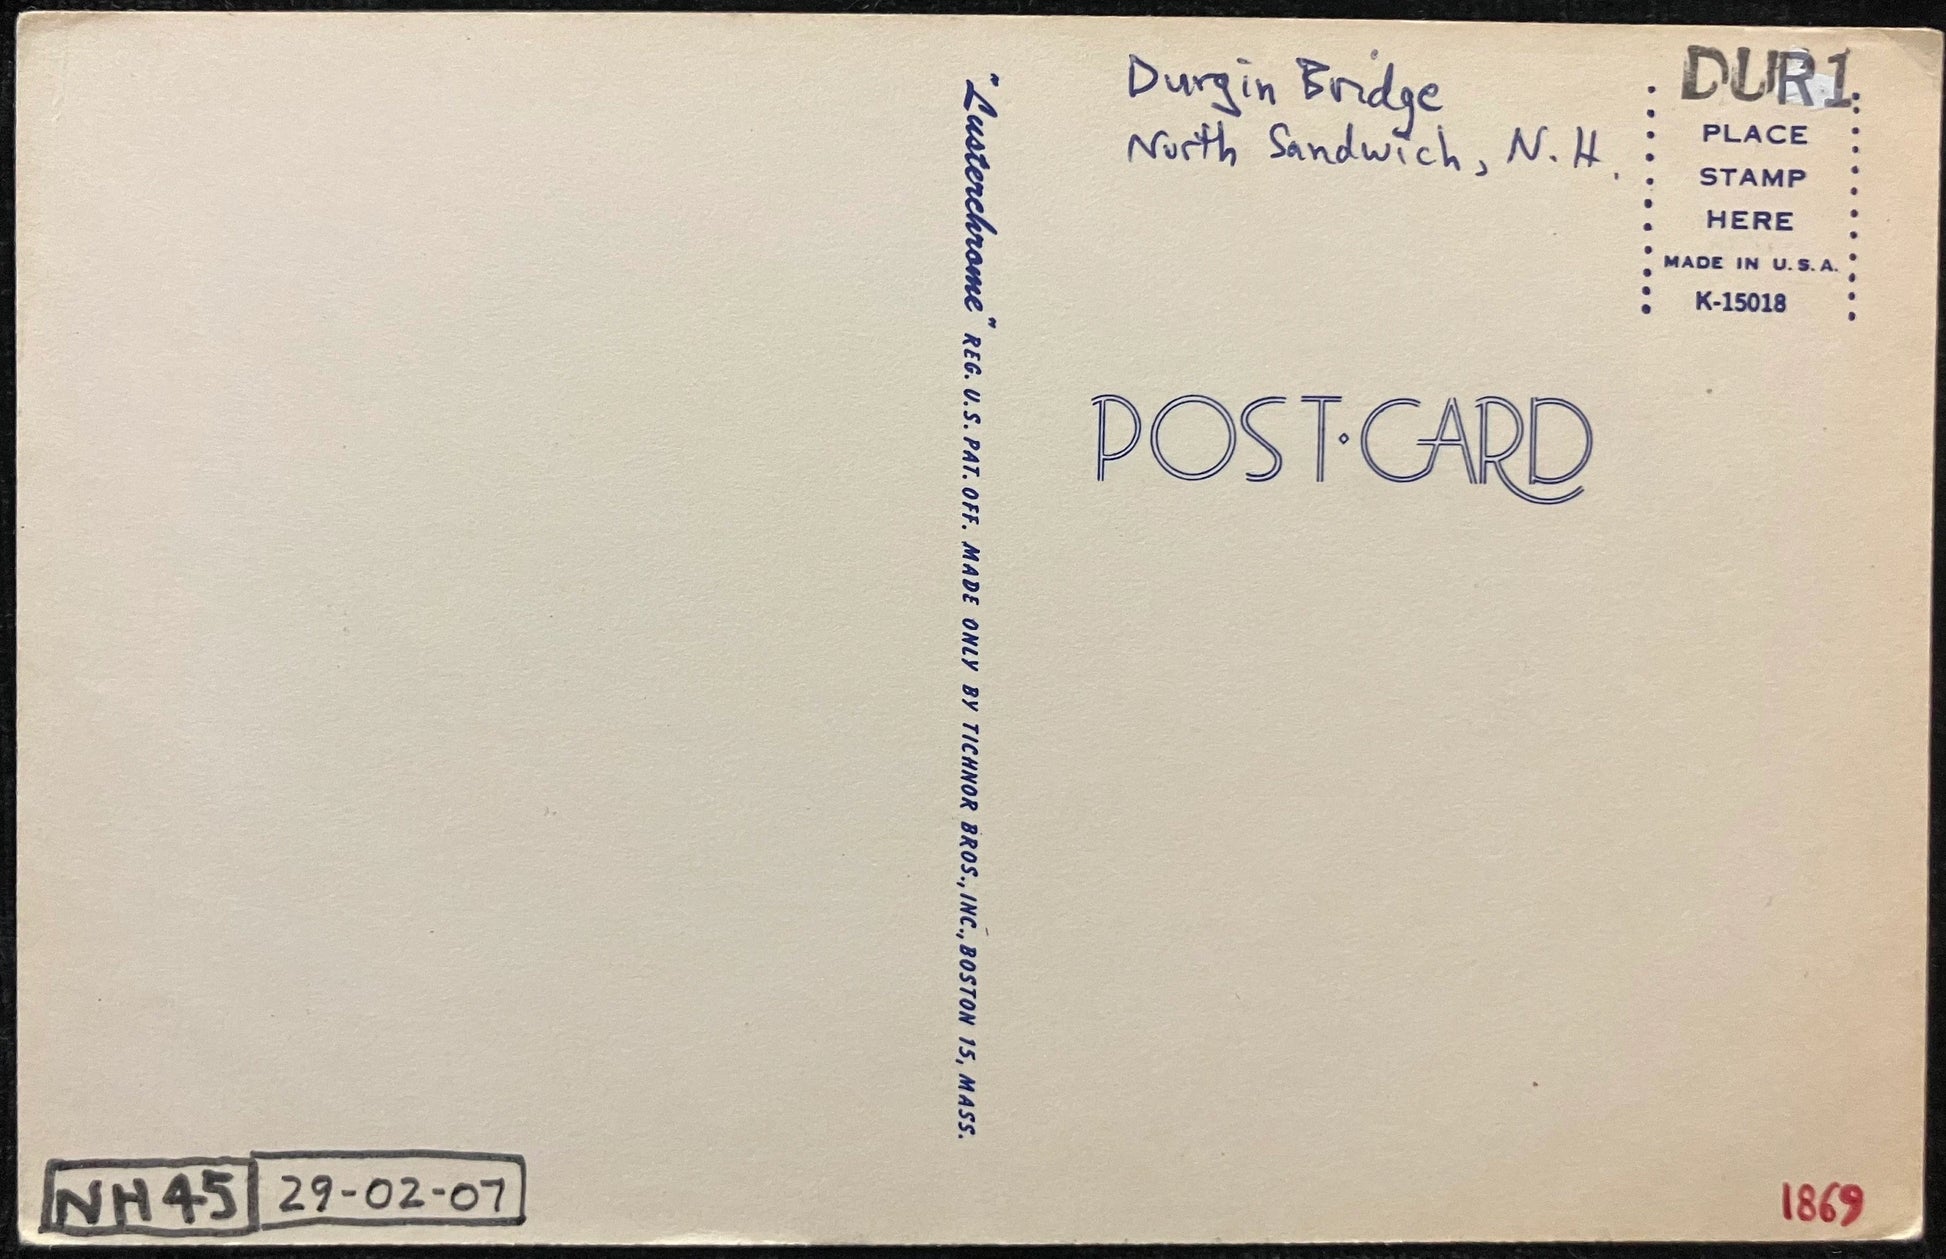 Durgin Bridge
North Sandwich, N.H.
DUR1
PLACE
STAMP
HERE
MADE IN U.S.A.
K-15018
"Lusterchrome" REG. U.S. PAT. OFF. MADE ONLY BY TICHNOR BROS., INC., BOSTON 15, MASS.
POST·CARD
NH45 29-02-07
1869